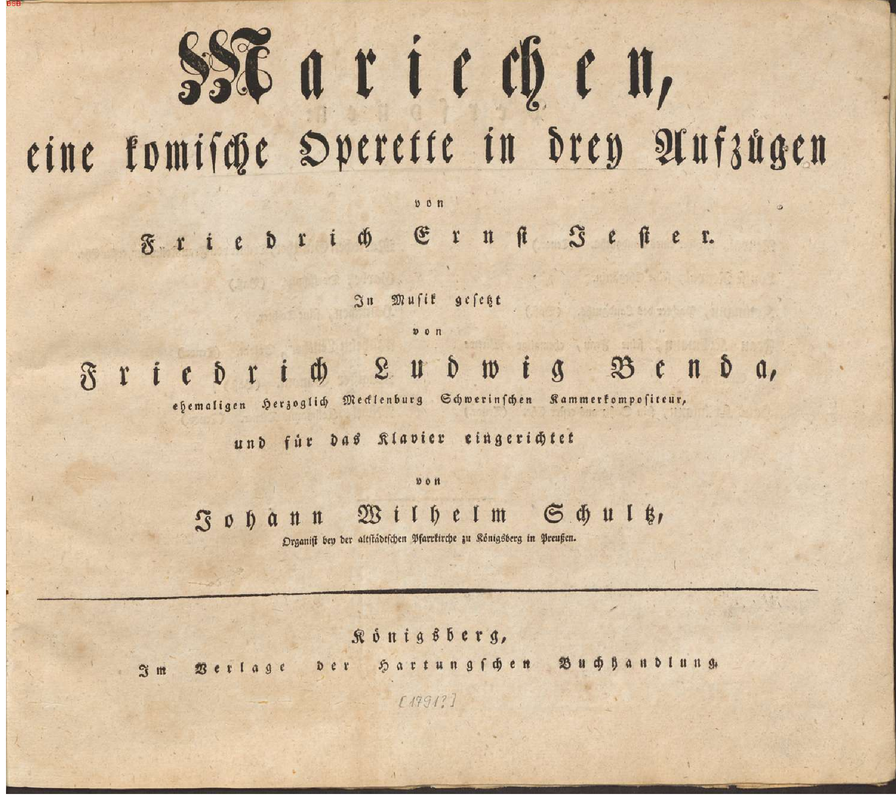 Mariechen,
eine komische Operette in drey Aufzügen
von
Friedrich Ernst Jester.
In Musik gesetzt
von
Friedrich Ludwig Benda,
ehemaligen Herzoglich Mecklenburg Schwerinschen Kammerkompositeur,
und für das Klavier eingerichtet
von
Johann Wilhelm Schultz,
Organist bey der altstädtschen Pfarrkirche zu Königsberg in Preußen.
Königsberg,
Im Verlage der Hartungschen Buchhandlung.
[1791?]